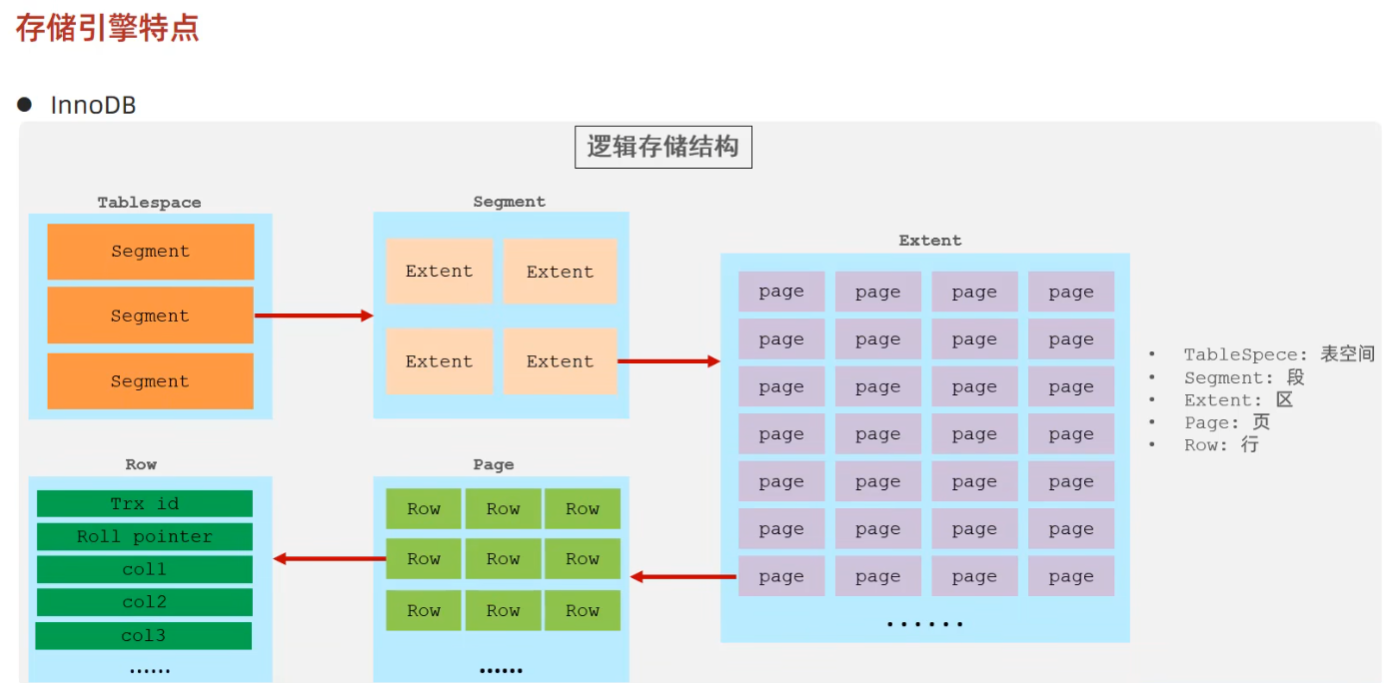 存储引擎特点
● InnoDB
逻辑存储结构
Tablespace
Segment
Segment
Segment
Segment
Extent Extent
Extent Extent
Extent
page page page page
page page page page
page page page page
page page page page
page page page page
page page page page
page page page page
......
• TableSpece: 表空间
• Segment: 段
• Extent: 区
• Page: 页
• Row: 行
Page
Row Row Row
Row Row Row
Row Row Row
......
Row
Trx id
Roll pointer
col1
col2
col3
......